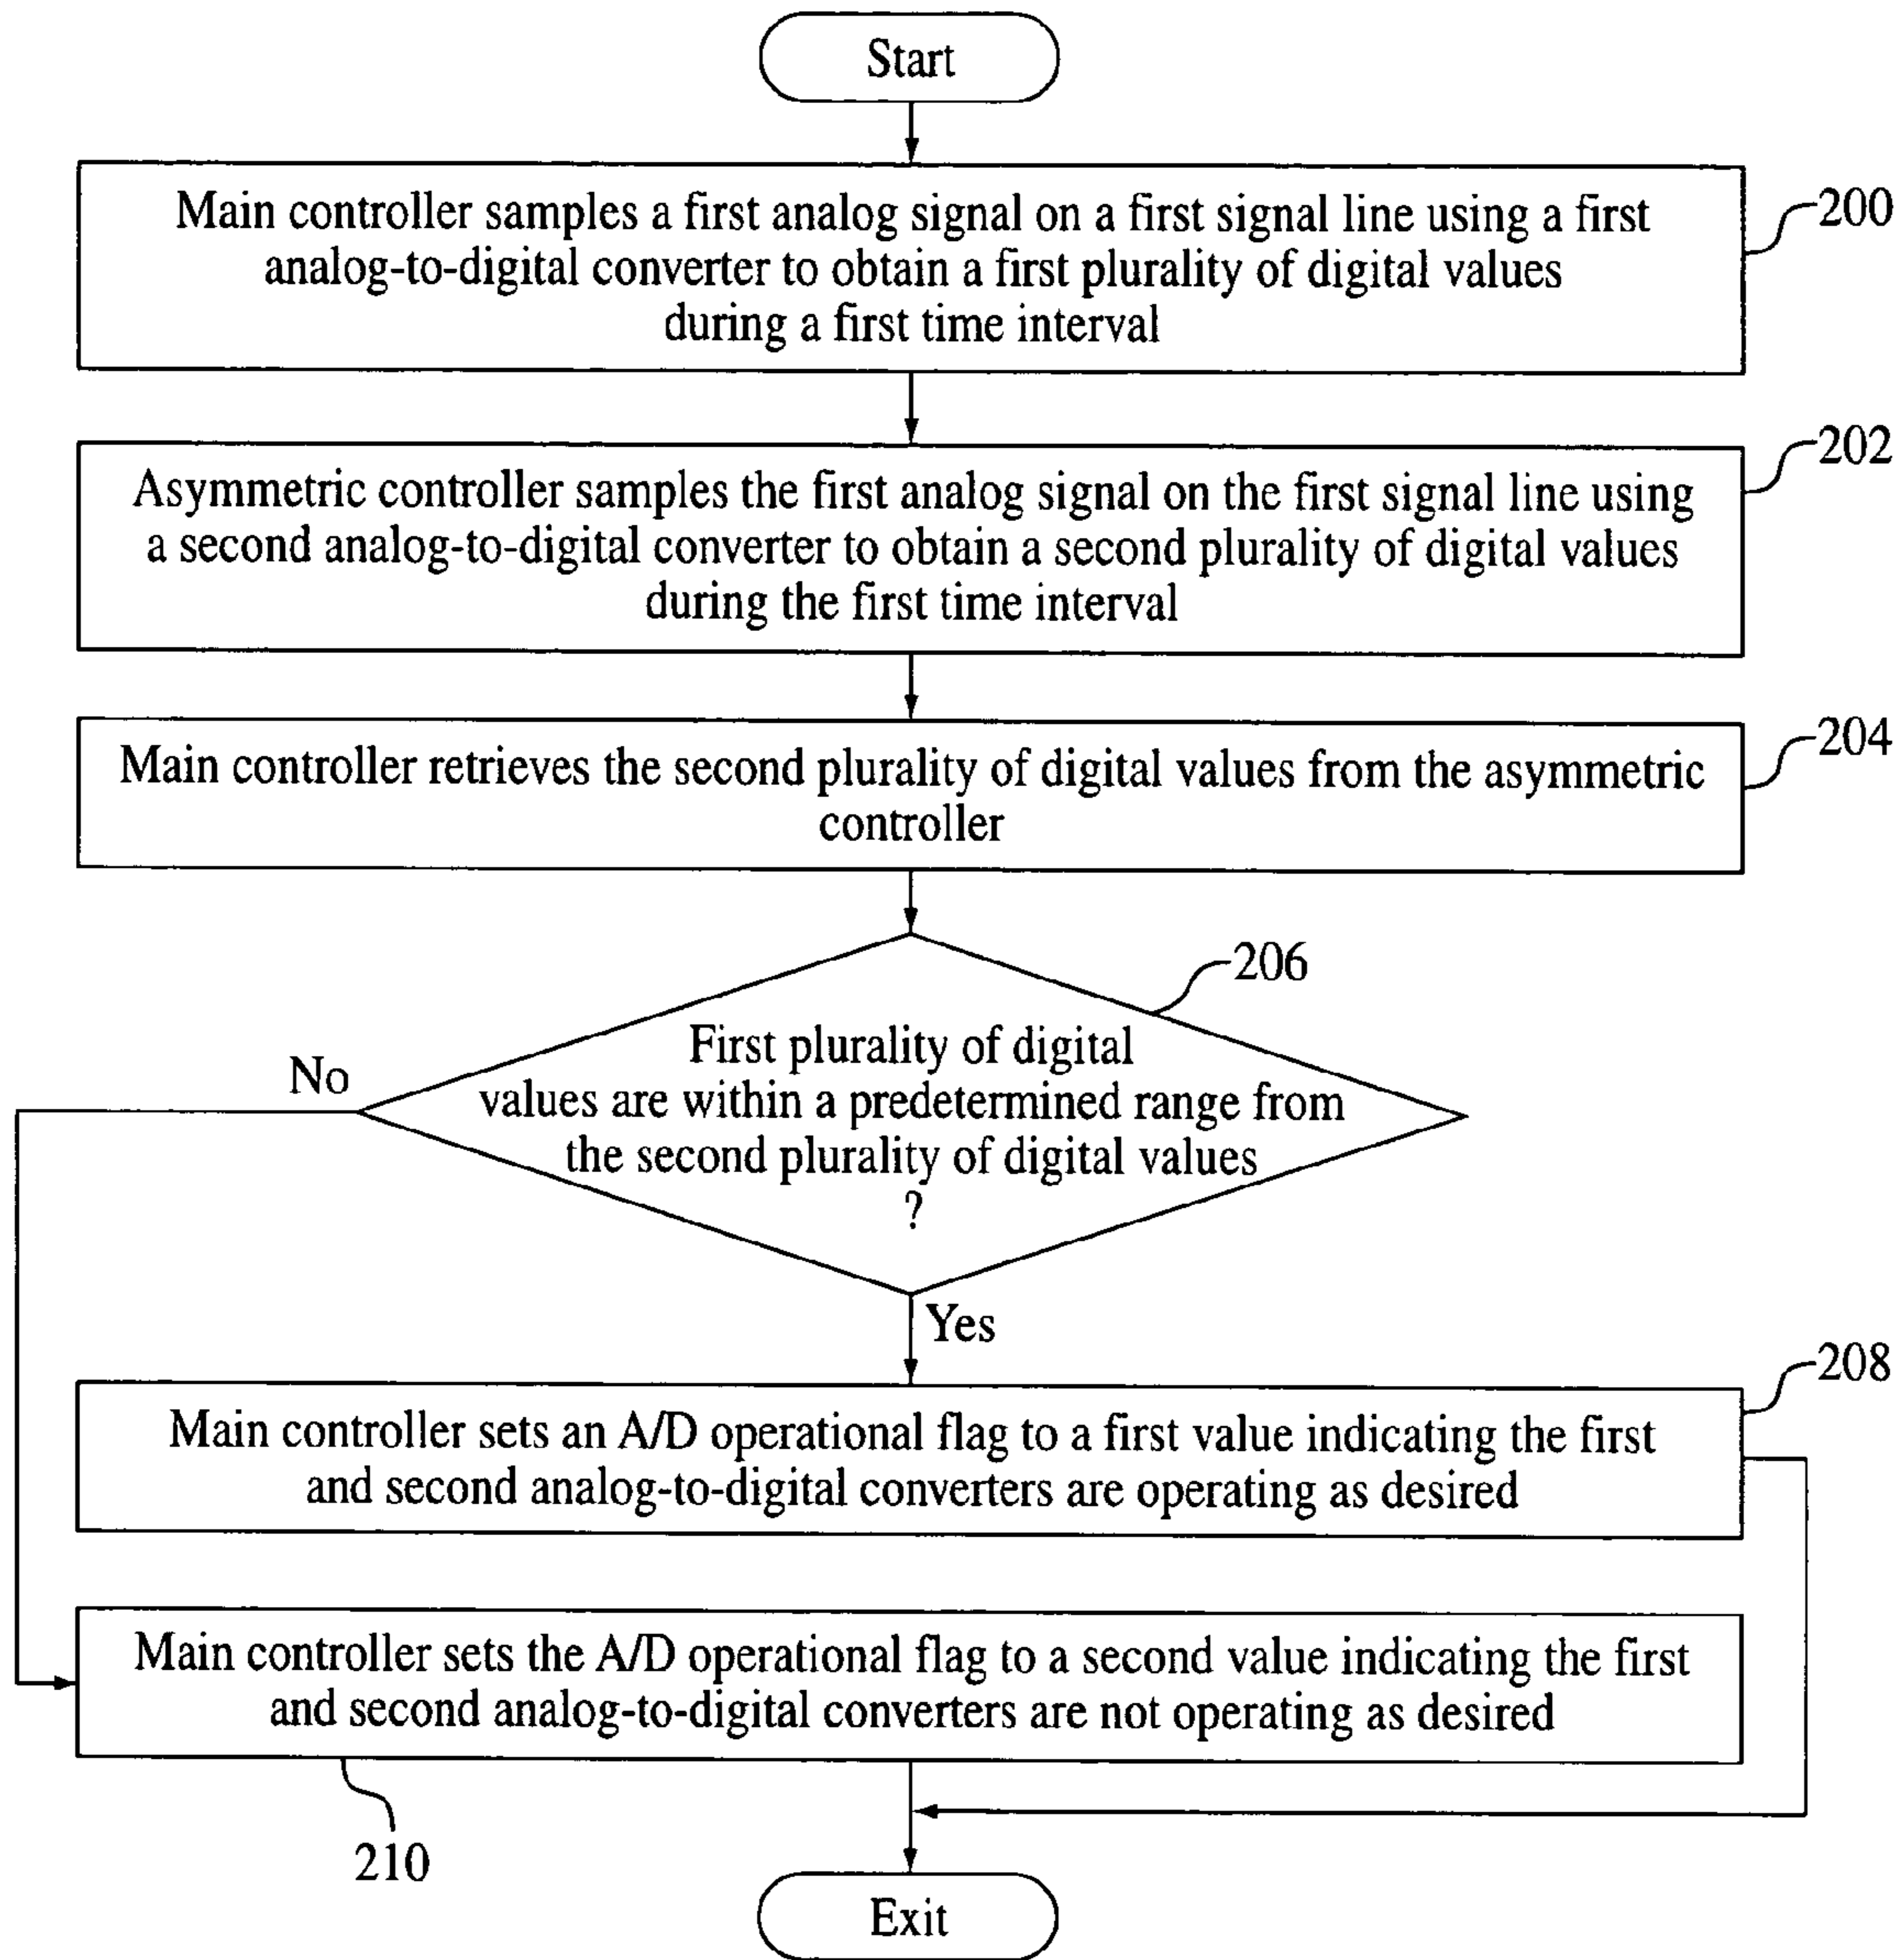 Start
Main controller samples a first analog signal on a first signal line using a first
analog-to-digital converter to obtain a first plurality of digital values
during a first time interval
200
Asymmetric controller samples the first analog signal on the first signal line using
a second analog-to-digital converter to obtain a second plurality of digital values
during the first time interval
202
Main controller retrieves the second plurality of digital values from the asymmetric
controller
204
206
First plurality of digital
values are within a predetermined range from
the second plurality of digital values
?
No
Yes
208
Main controller sets an A/D operational flag to a first value indicating the first
and second analog-to-digital converters are operating as desired
Main controller sets the A/D operational flag to a second value indicating the first
and second analog-to-digital converters are not operating as desired
210
Exit